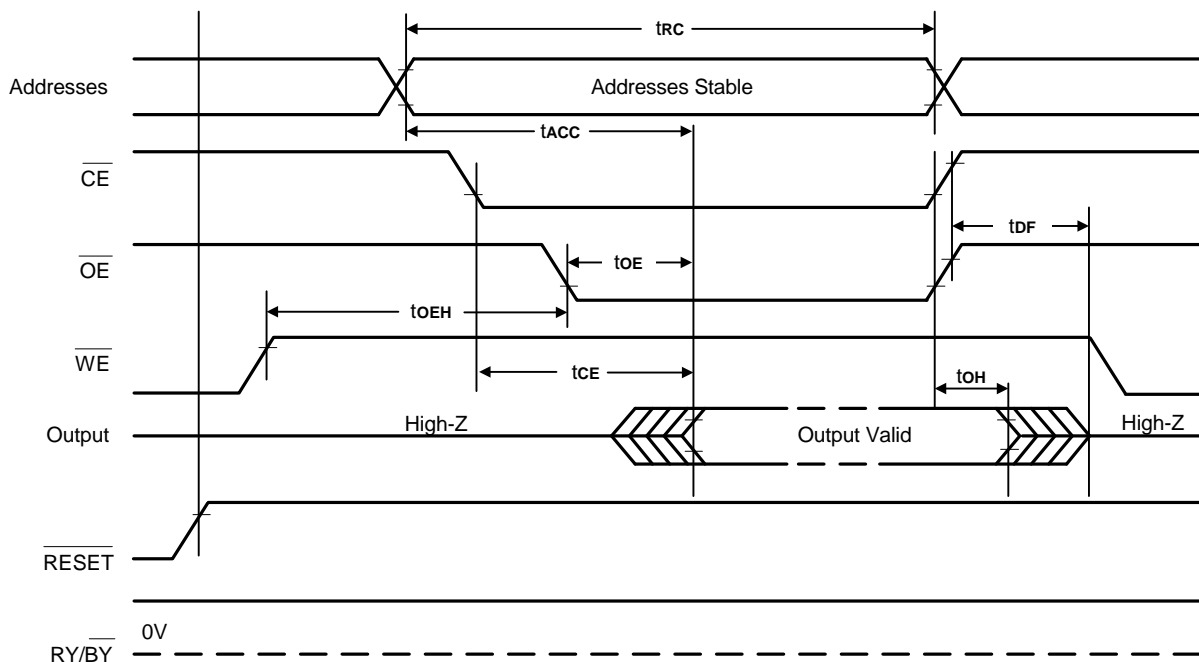 tRC
Addresses
Addresses Stable
tACC
CE
tDF
OE
tOE
tOEH
WE
tCE
tOH
High-Z
High-Z
Output
Output Valid
RESET
0V
RY/BY